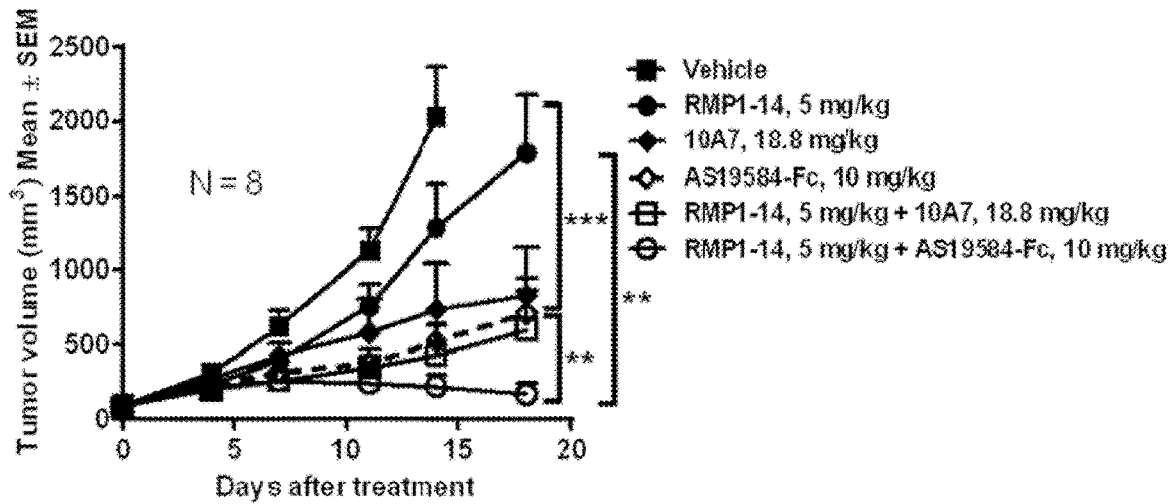 Tumor volume (mm³) Mean ± SEM
2500
2000
1500
1000
500
0
N = 8
0 5 10 15 20
Days after treatment
Vehicle
RMP1-14, 5 mg/kg
10A7, 18.8 mg/kg
AS19584-Fc, 10 mg/kg
RMP1-14, 5 mg/kg + 10A7, 18.8 mg/kg
RMP1-14, 5 mg/kg + AS19584-Fc, 10 mg/kg
***
**
**